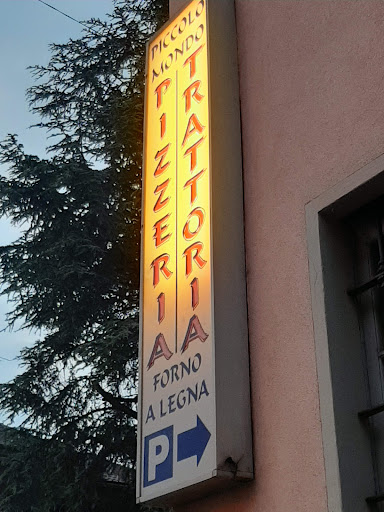 PICCOLO
MONDO
PIZZERIA
TRATTORIA
FORNO
A LEGNA
P